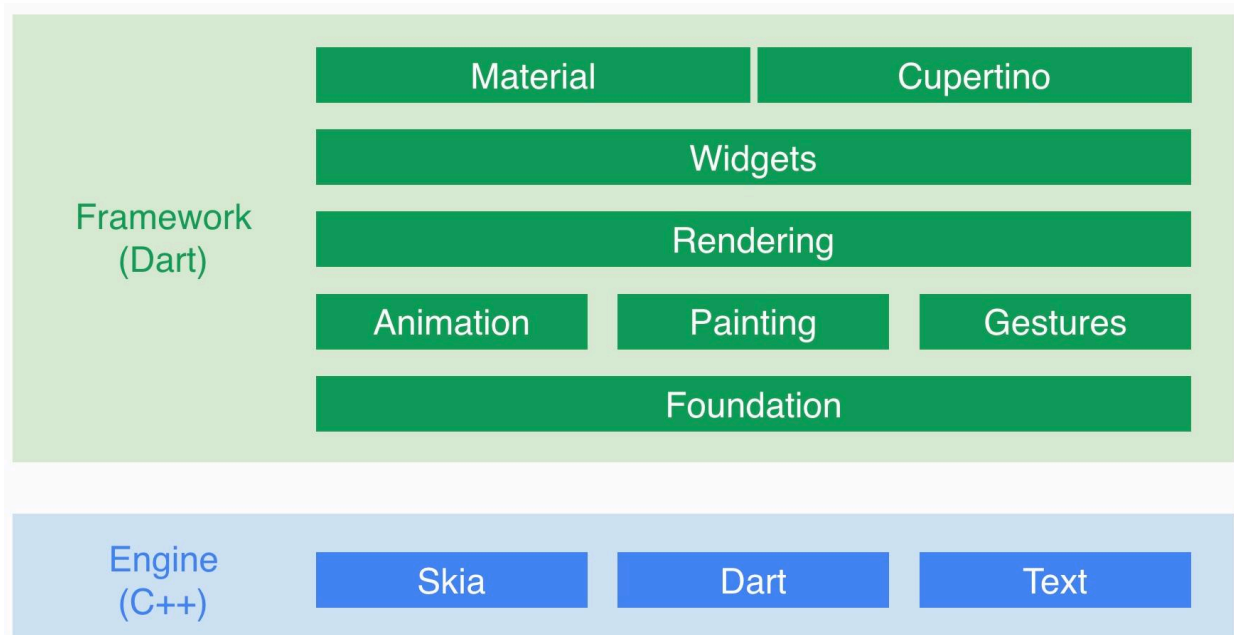 Material
Cupertino
Widgets
Framework
(Dart)
Rendering
Animation
Painting
Gestures
Foundation
Engine
(C++)
Skia
Dart
Text